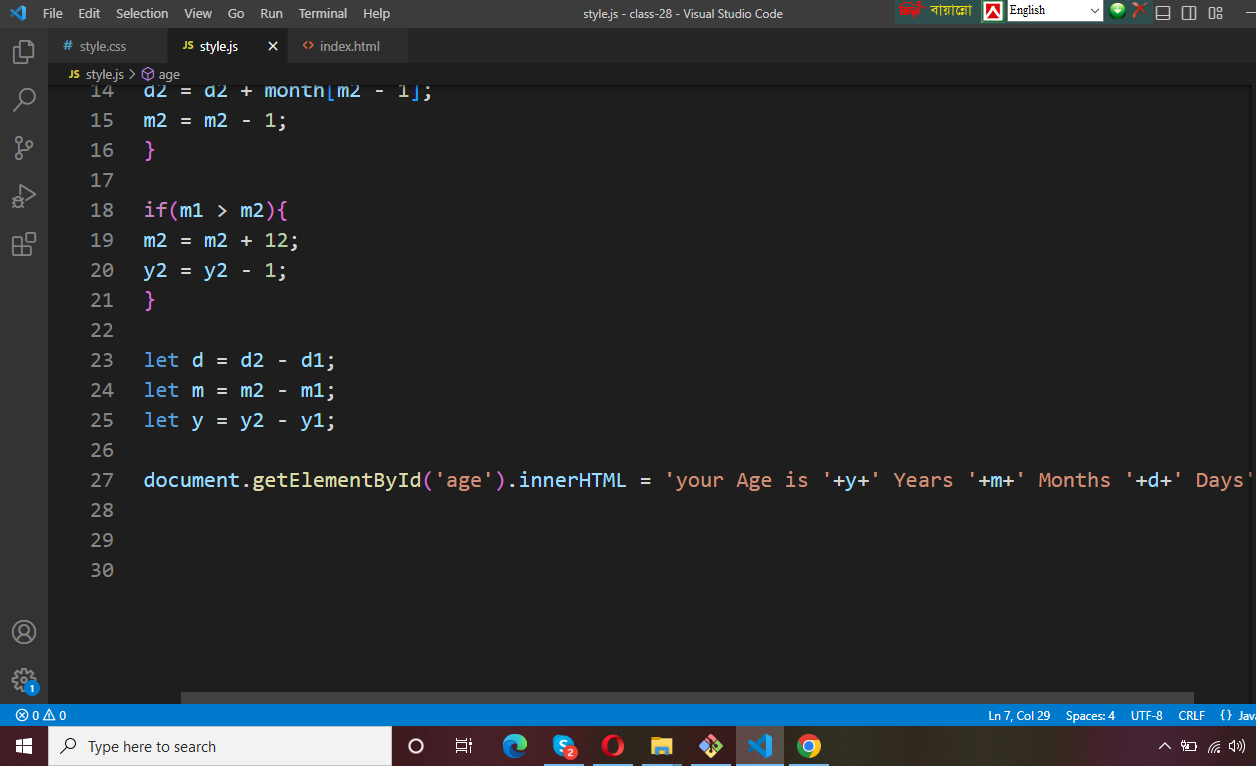 File Edit Selection View Go Run Terminal Help style.js - class-28 - Visual Studio Code বায়ান্নো English
# style.css JS style.js × <> index.html
JS style.js > age
14 d2 = d2 + month[m2 - 1];
15 m2 = m2 - 1;
16 }
17
18 if(m1 > m2){
19 m2 = m2 + 12;
20 y2 = y2 - 1;
21 }
22
23 let d = d2 - d1;
24 let m = m2 - m1;
25 let y = y2 - y1;
26
27 document.getElementById('age').innerHTML = 'your Age is '+y+' Years '+m+' Months '+d+' Days'
28
29
30
1
0 0 Ln 7, Col 29 Spaces: 4 UTF-8 CRLF {} Jav
Type here to search 2